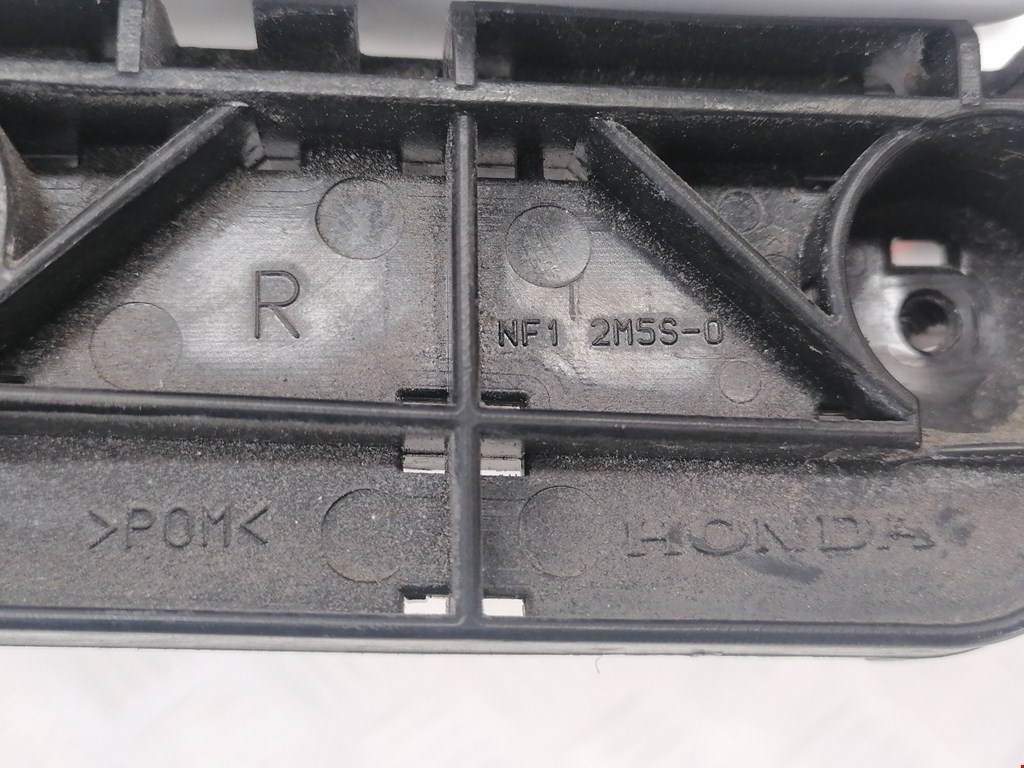 R
NF1 2M5S-0
>POM<
HONDA